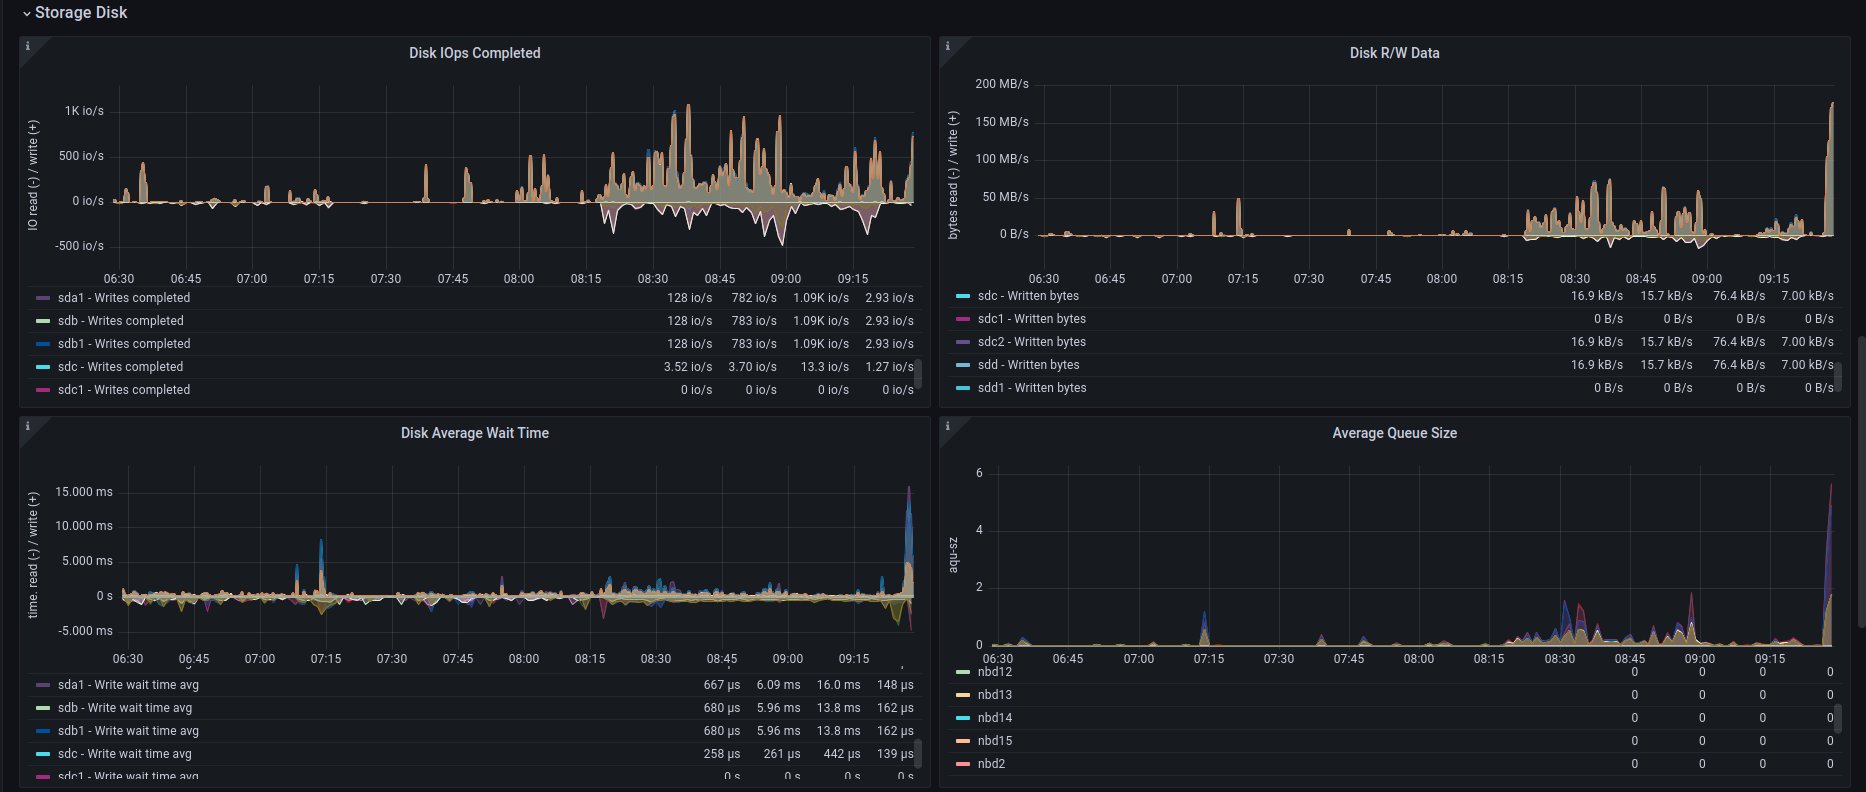 Storage Disk
Disk IOps Completed
IO read (-) / write (+)
1K io/s
500 io/s
0 io/s
-500 io/s
06:30 06:45 07:00 07:15 07:30 07:45 08:00 08:15 08:30 08:45 09:00 09:15
sda1 - Writes completed 128 io/s 782 io/s 1.09K io/s 2.93 io/s
sdb - Writes completed 128 io/s 783 io/s 1.09K io/s 2.93 io/s
sdb1 - Writes completed 128 io/s 783 io/s 1.09K io/s 2.93 io/s
sdc - Writes completed 3.52 io/s 3.70 io/s 13.3 io/s 1.27 io/s
sdc1 - Writes completed 0 io/s 0 io/s 0 io/s 0 io/s
Disk R/W Data
bytes read (-) / write (+)
200 MB/s
150 MB/s
100 MB/s
50 MB/s
0 B/s
06:30 06:45 07:00 07:15 07:30 07:45 08:00 08:15 08:30 08:45 09:00 09:15
sdc - Written bytes 16.9 kB/s 15.7 kB/s 76.4 kB/s 7.00 kB/s
sdc1 - Written bytes 0 B/s 0 B/s 0 B/s 0 B/s
sdc2 - Written bytes 16.9 kB/s 15.7 kB/s 76.4 kB/s 7.00 kB/s
sdd - Written bytes 16.9 kB/s 15.7 kB/s 76.4 kB/s 7.00 kB/s
sdd1 - Written bytes 0 B/s 0 B/s 0 B/s 0 B/s
Disk Average Wait Time
time. read (-) / write (+)
15.000 ms
10.000 ms
5.000 ms
0 s
-5.000 ms
06:30 06:45 07:00 07:15 07:30 07:45 08:00 08:15 08:30 08:45 09:00 09:15
sda1 - Write wait time avg 667 µs 6.09 ms 16.0 ms 148 µs
sdb - Write wait time avg 680 µs 5.96 ms 13.8 ms 162 µs
sdb1 - Write wait time avg 680 µs 5.96 ms 13.8 ms 162 µs
sdc - Write wait time avg 258 µs 261 µs 442 µs 139 µs
sdc1 - Write wait time avg 0 s 0 s 0 s 0 s
Average Queue Size
aqu-sz
6
4
2
0
06:30 06:45 07:00 07:15 07:30 07:45 08:00 08:15 08:30 08:45 09:00 09:15
nbd12 0 0 0 0
nbd13 0 0 0 0
nbd14 0 0 0 0
nbd15 0 0 0 0
nbd2 0 0 0 0